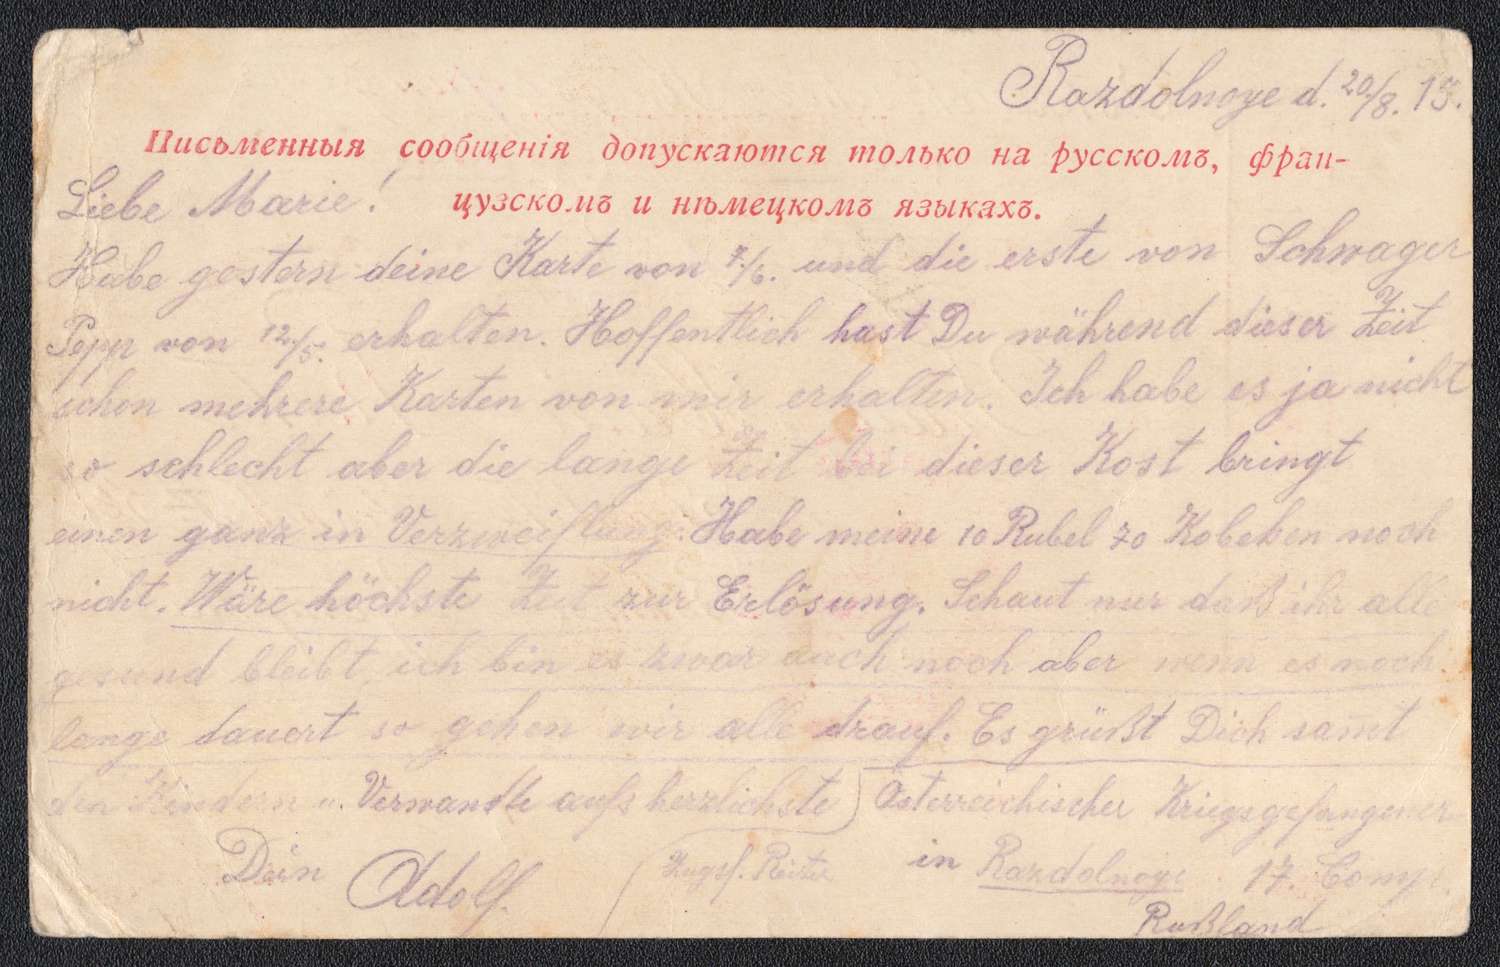 Razdolnoye d. 20/8. 15.
Письменныя сообщенія допускаются только на русскомъ, фран-
цузскомъ и нѣмецкомъ языкахъ.
Liebe Marie!
Habe gestern deine Karte von 7/6. und die erste von Schwager
Pepp von 12/5. erhalten. Hoffentlich hast Du während dieser Zeit
schon mehrere Karten von mir erhalten. Ich habe es ja nicht
so schlecht aber die lange Zeit bei dieser Kost bringt
einen ganz in Verzweiflung. Habe meine 10 Rubel 70 Kobeken noch
nicht. Wäre höchste Zeit zur Erlösung. Schaut nur daß ihr alle
gesund bleibt ich bin es zwar auch noch aber wenn es noch
lange dauert so gehen wir alle drauf. Es grüßt Dich samt
den Kindern u. Verwandte aufs herzlichste
Dein Adolf.
Österreichischer Kriegsgefangener
Zugsf. in Razdolnoye 17. Comp.
Rußland